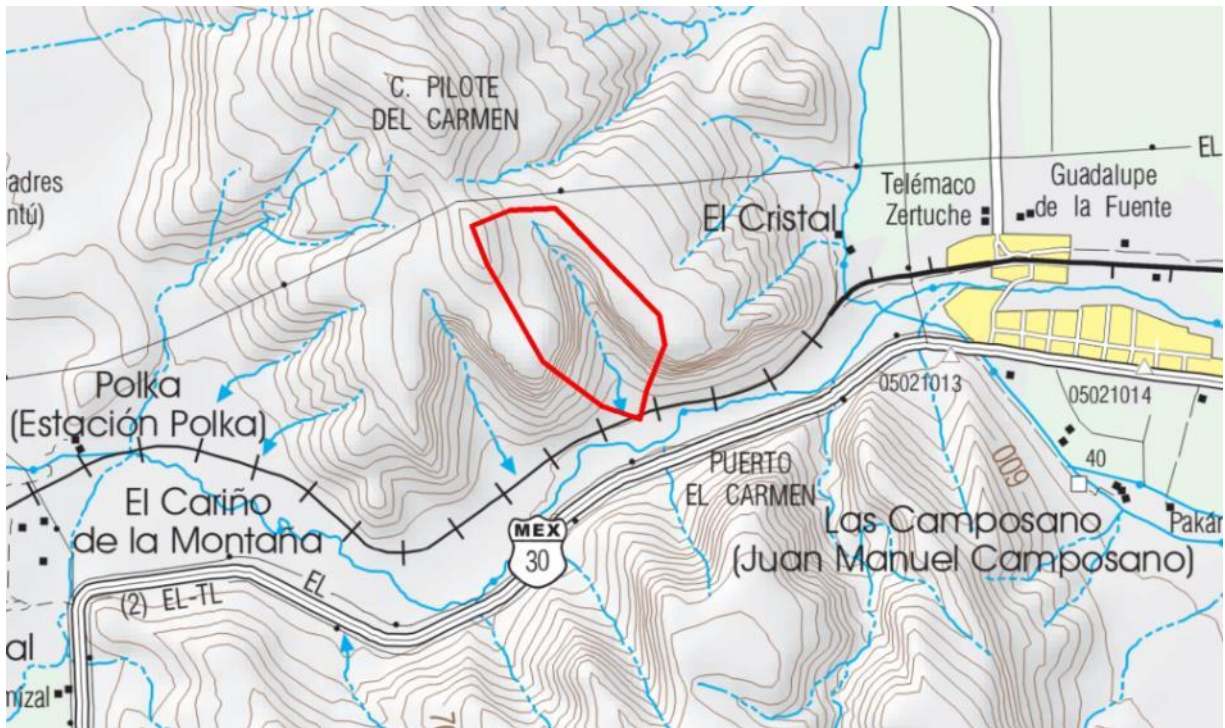 C. PILOTE
DEL CARMEN
EL
adres
ntú)
Telémaco
Zertuche
Guadalupe
de la Fuente
El Cristal
Polka
(Estación Polka)
05021013
05021014
El Cariño
de la Montaña
PUERTO
EL CARMEN
600
40
MEX
30
Las Camposano
(Juan Manuel Camposano)
Pakár
(2) EL-TL
EL
al
mizal